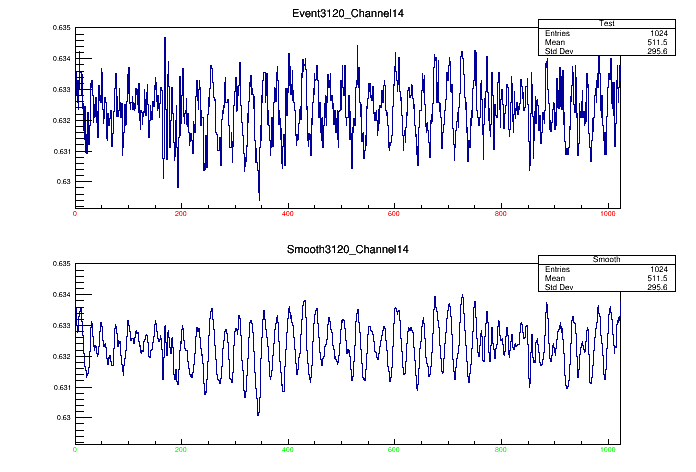 Event3120_Channel14
Test
Entries 1024
Mean 511.5
Std Dev 295.6
0.635
0.634
0.633
0.632
0.631
0.63
0 200 400 600 800 1000
Smooth3120_Channel14
Smooth
Entries 1024
Mean 511.5
Std Dev 295.6
0.635
0.634
0.633
0.632
0.631
0.63
0 200 400 600 800 1000